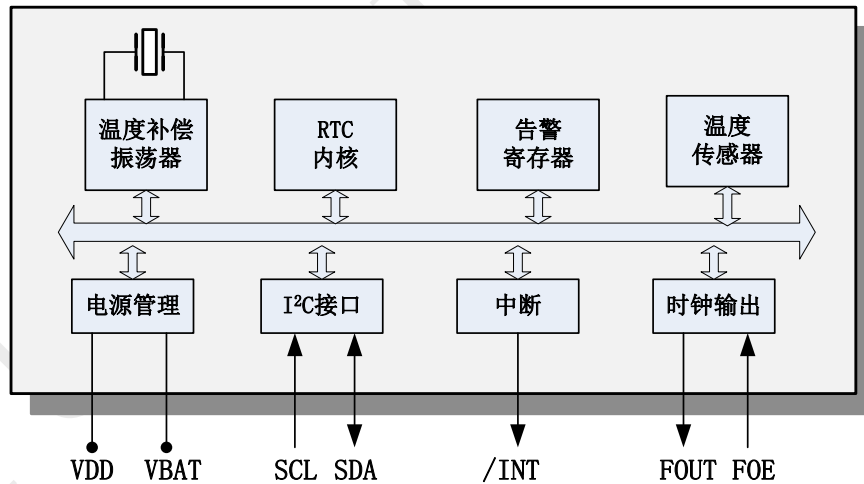 温度补偿
振荡器
RTC
内核
告警
寄存器
温度
传感器
电源管理
I²C接口
中断
时钟输出
VDD VBAT SCL SDA /INT FOUT FOE